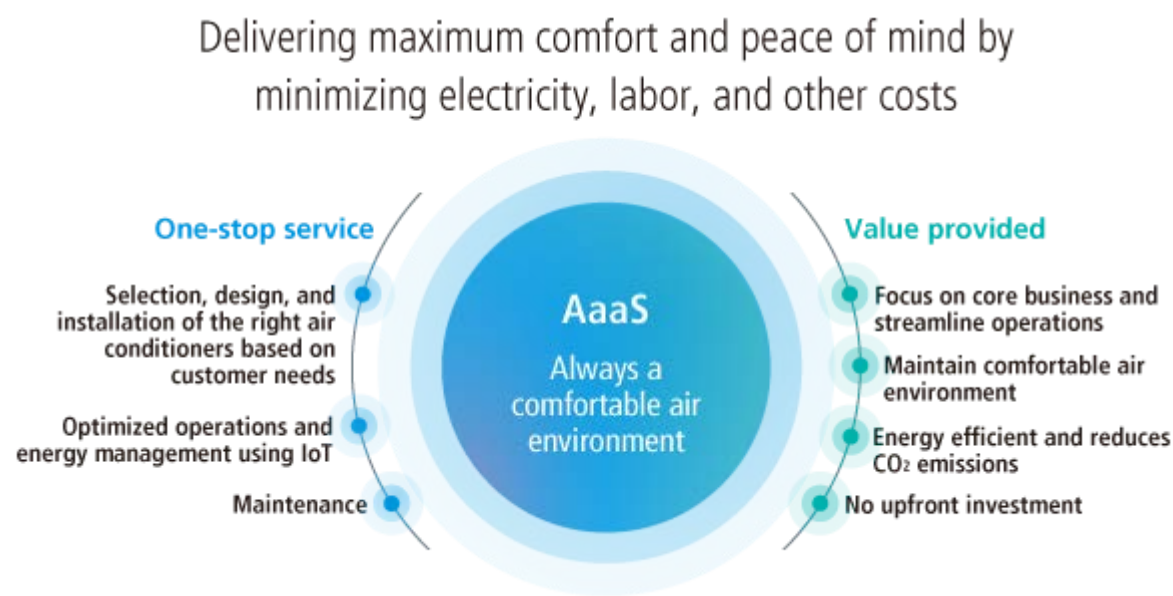 Delivering maximum comfort and peace of mind by
minimizing electricity, labor, and other costs
One-stop service
Selection, design, and
installation of the right air
conditioners based on
customer needs
Optimized operations and
energy management using IoT
Maintenance
AaaS
Always a
comfortable air
environment
Value provided
Focus on core business and
streamline operations
Maintain comfortable air
environment
Energy efficient and reduces
CO₂ emissions
No upfront investment